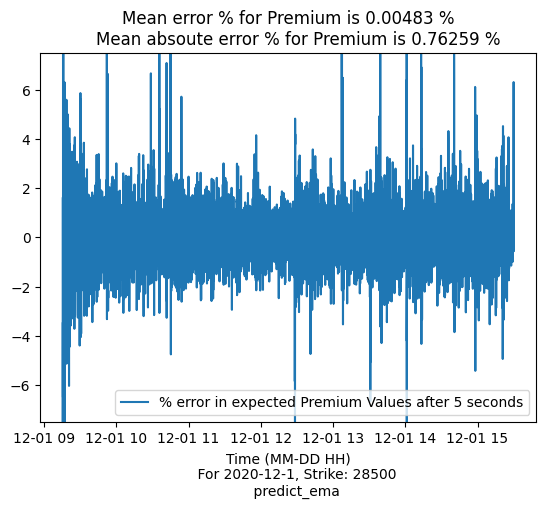 Mean error % for Premium is 0.00483 %
Mean absoute error % for Premium is 0.76259 %
6
4
2
0
−2
−4
−6
% error in expected Premium Values after 5 seconds
12-01 09 12-01 10 12-01 11 12-01 12 12-01 13 12-01 14 12-01 15
Time (MM-DD HH)
For 2020-12-1, Strike: 28500
predict_ema